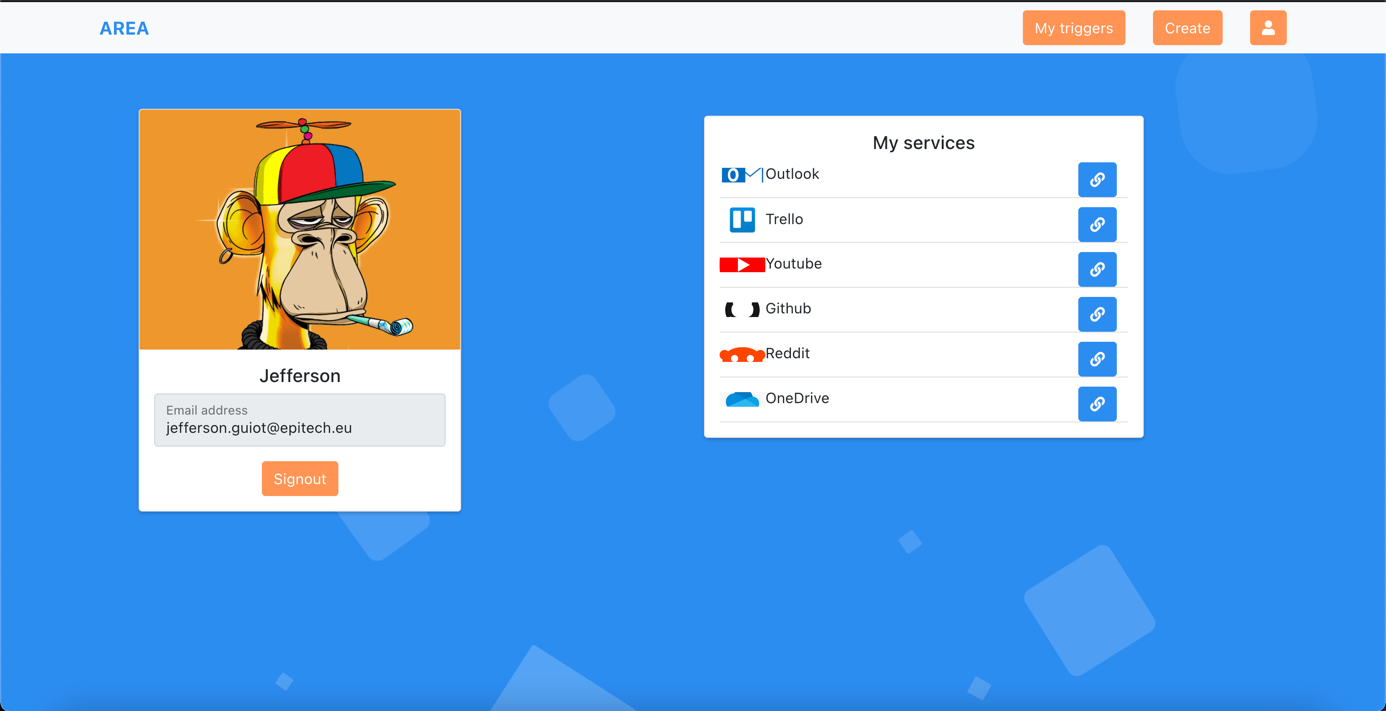 AREA
My triggers
Create
Jefferson
Email address
jefferson.guiot@epitech.eu
Signout
My services
Outlook
Trello
Youtube
Github
Reddit
OneDrive